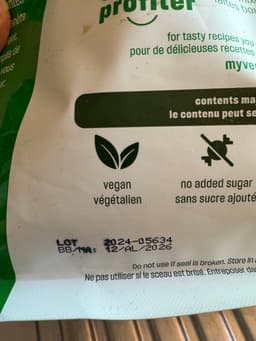 profiter
for tasty recipes you
pour de délicieuses recettes
contents ma
le contenu peut se
vegan
végétalien
no added sugar
sans sucre ajouté
LOT 2024-05634
BB/MA: 12/AL/2026
Do not use if seal is broken. Store in
Ne pas utiliser si le sceau est brisé. Entreposer da